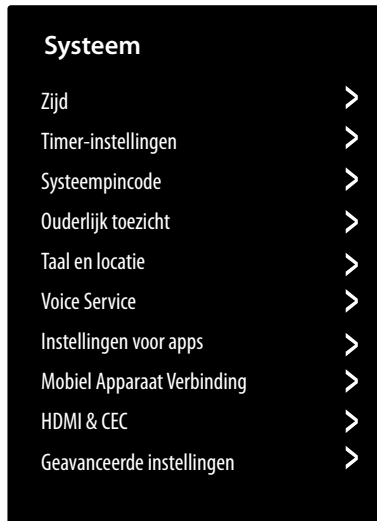 Systeem
Zijd
Timer-instellingen
Systeempincode
Ouderlijk toezicht
Taal en locatie
Voice Service
Instellingen voor apps
Mobiel Apparaat Verbinding
HDMI & CEC
Geavanceerde instellingen